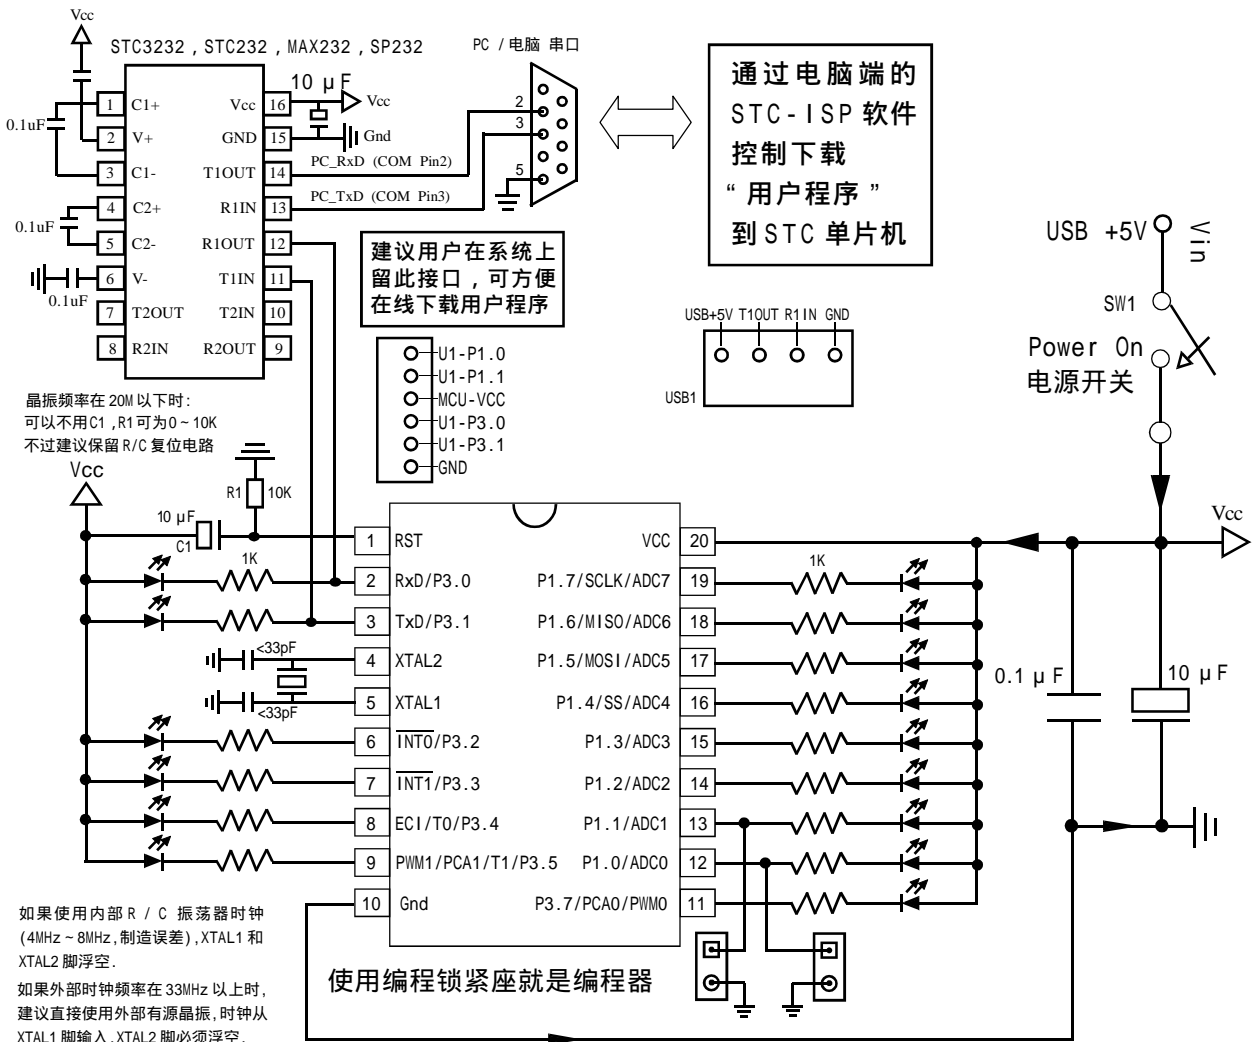 Vcc
STC3232 , STC232 , MAX232 , SP232
PC / 电脑 串口
10 μF
Vcc
Gnd
0.1uF
0.1uF
0.1uF
1 C1+ Vcc 16
2 V+ GND 15
3 C1- T1OUT 14
4 C2+ R1IN 13
5 C2- R1OUT 12
6 V- T1IN 11
7 T2OUT T2IN 10
8 R2IN R2OUT 9
PC_RxD (COM Pin2)
PC_TxD (COM Pin3)
2
3
5
通过电脑端的
STC-ISP 软件
控制下载
“ 用户程序 ”
到 STC 单片机
建议用户在系统上
留此接口 , 可方便
在线下载用户程序
U1-P1.0
U1-P1.1
MCU-VCC
U1-P3.0
U1-P3.1
GND
USB+5V T1OUT R1IN GND
USB1
USB +5V
Vin
SW1
Power On
电源开关
晶振频率在 20M 以下时:
可以不用C1 ,R1可为0~10K
不过建议保留 R/C 复位电路
Vcc
R1 10K
10 μF
C1
1K
<33pF
<33pF
1 RST VCC 20
2 RxD/P3.0 P1.7/SCLK/ADC7 19
3 TxD/P3.1 P1.6/MISO/ADC6 18
4 XTAL2 P1.5/MOSI/ADC5 17
5 XTAL1 P1.4/SS/ADC4 16
6 INT0/P3.2 P1.3/ADC3 15
7 INT1/P3.3 P1.2/ADC2 14
8 ECI/T0/P3.4 P1.1/ADC1 13
9 PWM1/PCA1/T1/P3.5 P1.0/ADC0 12
10 Gnd P3.7/PCA0/PWM0 11
1K
Vcc
0.1 μF
10 μF
如果使用内部 R / C 振荡器时钟
(4MHz~8MHz,制造误差),XTAL1 和
XTAL2 脚浮空.
如果外部时钟频率在 33MHz 以上时,
建议直接使用外部有源晶振,时钟从
XTAL1 脚输入,XTAL2 脚必须浮空.
使用编程锁紧座就是编程器